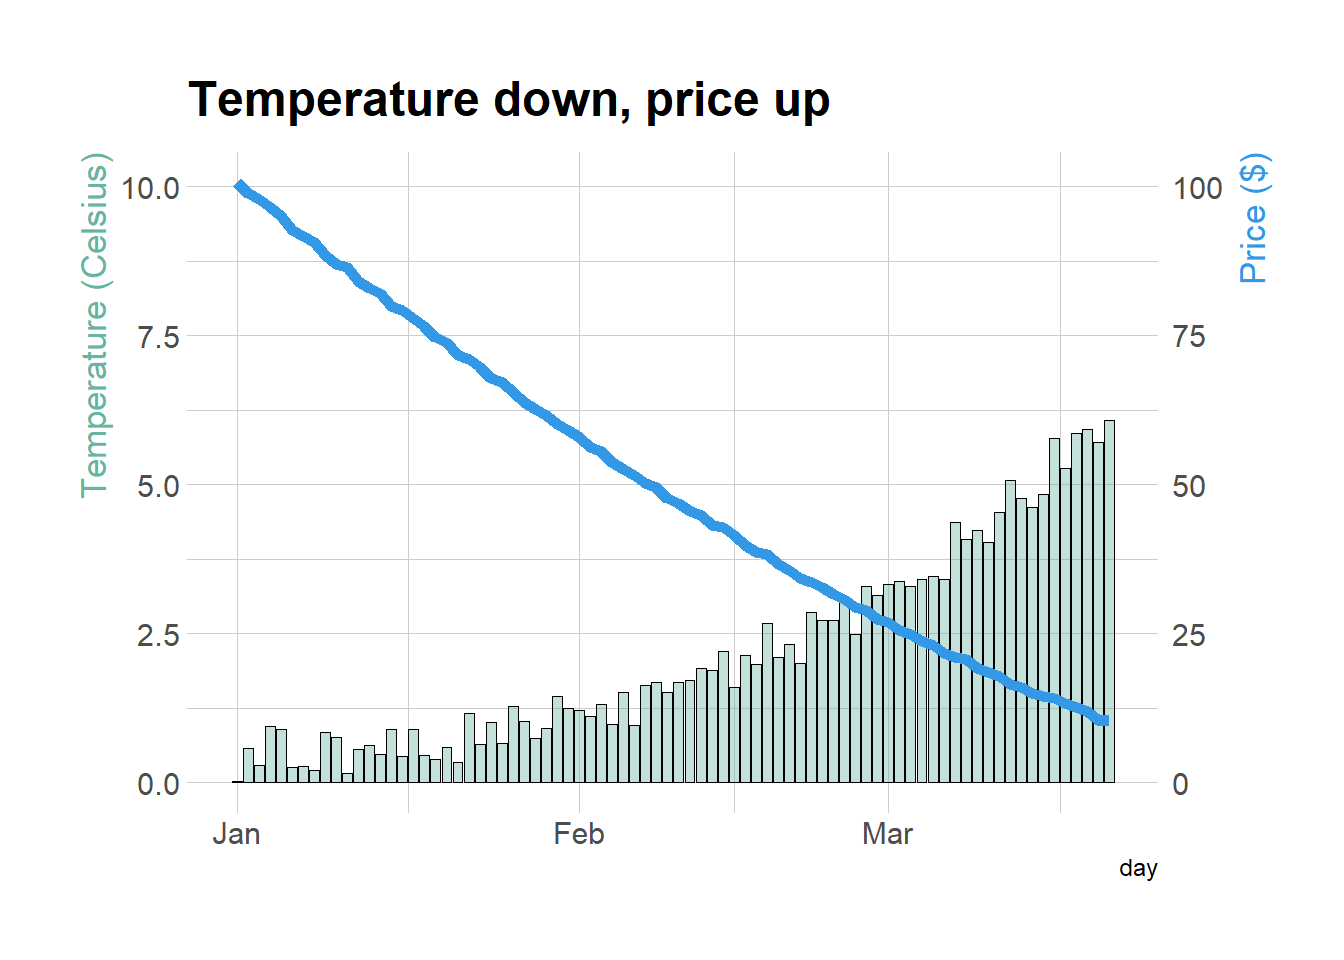 Temperature down, price up
Temperature (Celsius)
Price ($)
10.0
7.5
5.0
2.5
0.0
100
75
50
25
0
Jan
Feb
Mar
day